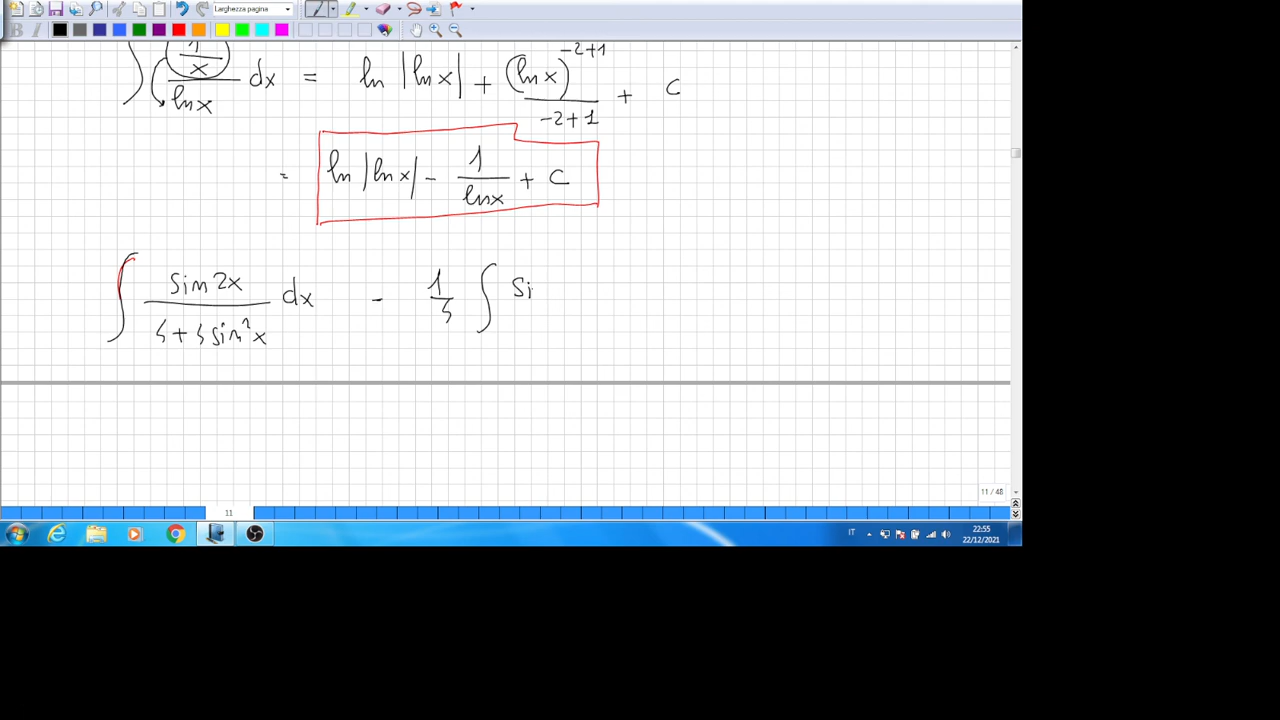 Larghezza pagina
∫ (1/x)/(ln x) dx = ln |ln x| + (ln x)^(-2+1)/(-2+1) + c
= ln |ln x| - 1/(ln x) + c
∫ sin 2x/(5 + 5 sin² x) dx - 1/5 ∫ si
11 / 48
11
IT 22:55
22/12/2021